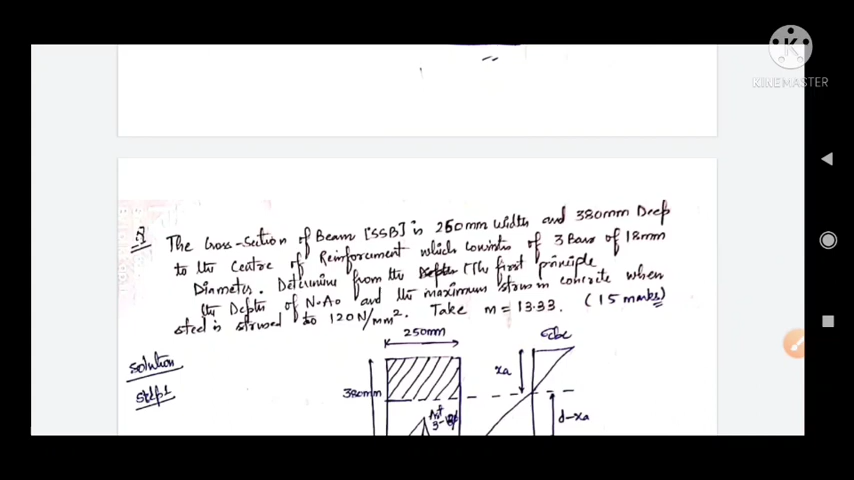 KINEMASTER
Q
The Cross-section of Beam [SSB] is 250mm width and 380mm Deep
to the Centre of Reinforcement which consists of 3 Bars of 18mm
Diameter. Determine from the (The first principle
the Depth of N.A. and the maximum stress in concrete when
steel is stressed to 120N/mm². Take m = 13.33. (15 marks)
solution
step 1
250mm
380mm
xa
d-xa